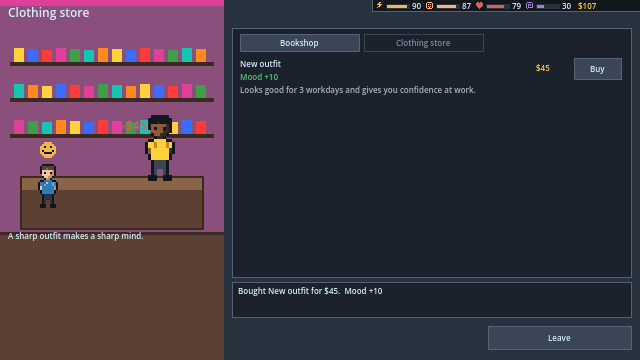 Clothing store
90
87
79
30
$107
Bookshop
Clothing store
New outfit
Mood +10
Looks good for 3 workdays and gives you confidence at work.
$45
Buy
A sharp outfit makes a sharp mind.
Bought New outfit for $45.  Mood +10
Leave